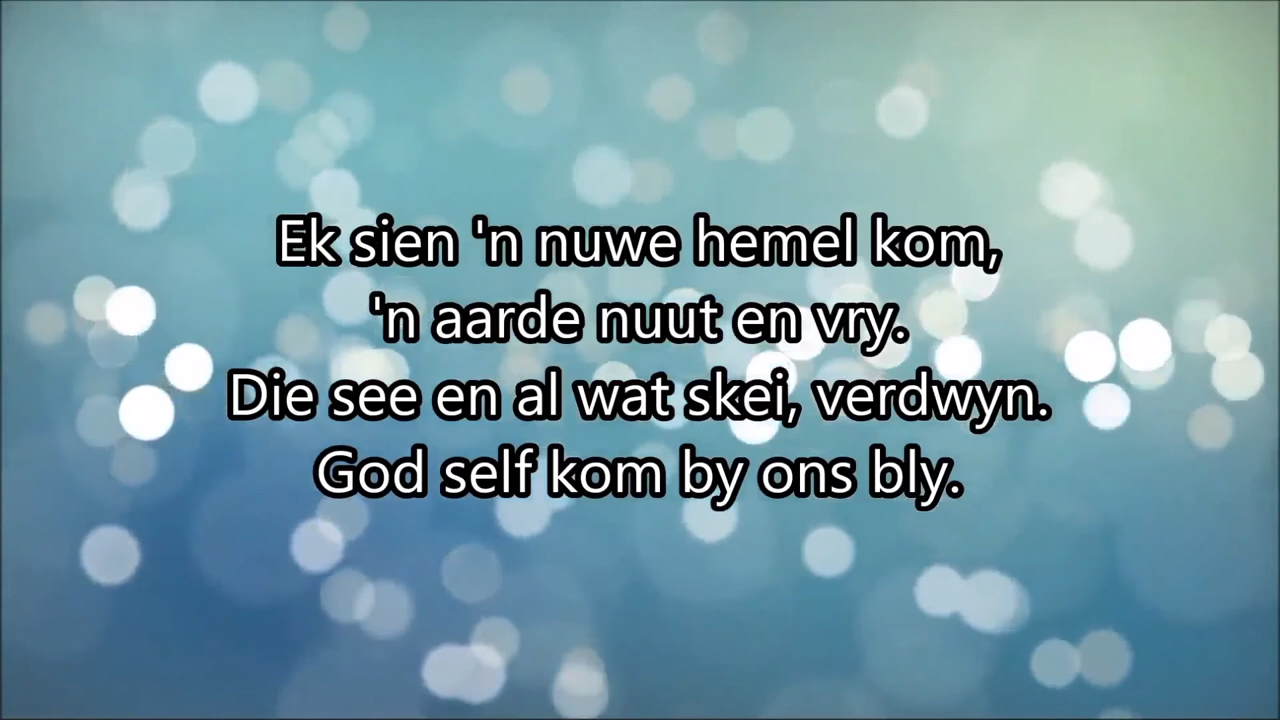 Ek sien 'n nuwe hemel kom,
'n aarde nuut en vry.
Die see en al wat skei, verdwyn.
God self kom by ons bly.